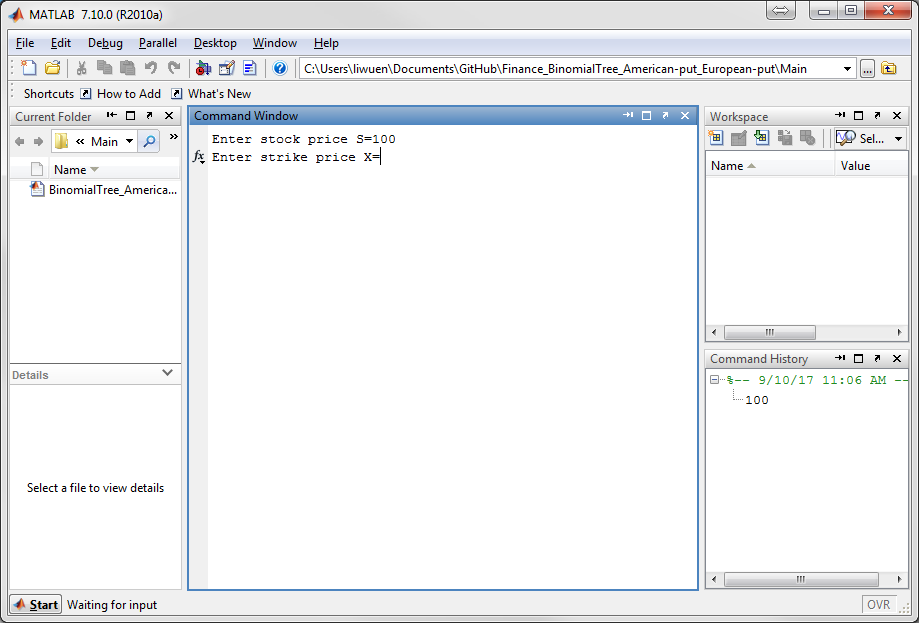 MATLAB 7.10.0 (R2010a)
File Edit Debug Parallel Desktop Window Help
C:\Users\liwuen\Documents\GitHub\Finance_BinomialTree_American-put_European-put\Main ...
Shortcuts How to Add What's New
Current Folder
« Main »
Name
BinomialTree_America...
Details
Select a file to view details
Command Window
Enter stock price S=100
fx Enter strike price X=
Workspace
Sel...
Name Value
Command History
%-- 9/10/17 11:06 AM --
100
Start Waiting for input
OVR